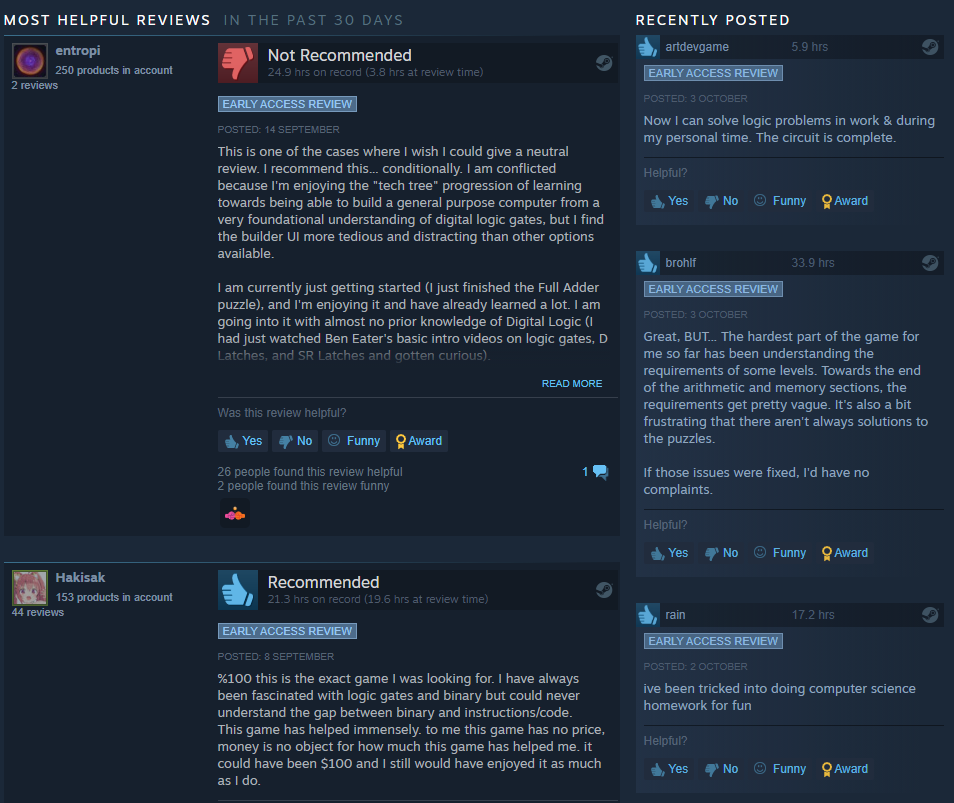 MOST HELPFUL REVIEWS IN THE PAST 30 DAYS
entropi
250 products in account
2 reviews
Not Recommended
24.9 hrs on record (3.8 hrs at review time)
EARLY ACCESS REVIEW
POSTED: 14 SEPTEMBER
This is one of the cases where I wish I could give a neutral
review. I recommend this... conditionally. I am conflicted
because I'm enjoying the "tech tree" progression of learning
towards being able to build a general purpose computer from a
very foundational understanding of digital logic gates, but I find
the builder UI more tedious and distracting than other options
available.
I am currently just getting started (I just finished the Full Adder
puzzle), and I'm enjoying it and have already learned a lot. I am
going into it with almost no prior knowledge of Digital Logic (I
had just watched Ben Eater's basic intro videos on logic gates, D
Latches, and SR Latches and gotten curious).
READ MORE
Was this review helpful?
Yes No Funny Award
26 people found this review helpful
2 people found this review funny
1
Hakisak
153 products in account
44 reviews
Recommended
21.3 hrs on record (19.6 hrs at review time)
EARLY ACCESS REVIEW
POSTED: 8 SEPTEMBER
%100 this is the exact game I was looking for. I have always
been fascinated with logic gates and binary but could never
understand the gap between binary and instructions/code.
This game has helped immensely. to me this game has no price,
money is no object for how much this game has helped me. it
could have been $100 and I still would have enjoyed it as much
as I do.
RECENTLY POSTED
artdevgame 5.9 hrs
EARLY ACCESS REVIEW
POSTED: 3 OCTOBER
Now I can solve logic problems in work & during
my personal time. The circuit is complete.
Helpful?
Yes No Funny Award
brohlf 33.9 hrs
EARLY ACCESS REVIEW
POSTED: 3 OCTOBER
Great, BUT... The hardest part of the game for
me so far has been understanding the
requirements of some levels. Towards the end
of the arithmetic and memory sections, the
requirements get pretty vague. It's also a bit
frustrating that there aren't always solutions to
the puzzles.
If those issues were fixed, I'd have no
complaints.
Helpful?
Yes No Funny Award
rain 17.2 hrs
EARLY ACCESS REVIEW
POSTED: 2 OCTOBER
ive been tricked into doing computer science
homework for fun
Helpful?
Yes No Funny Award